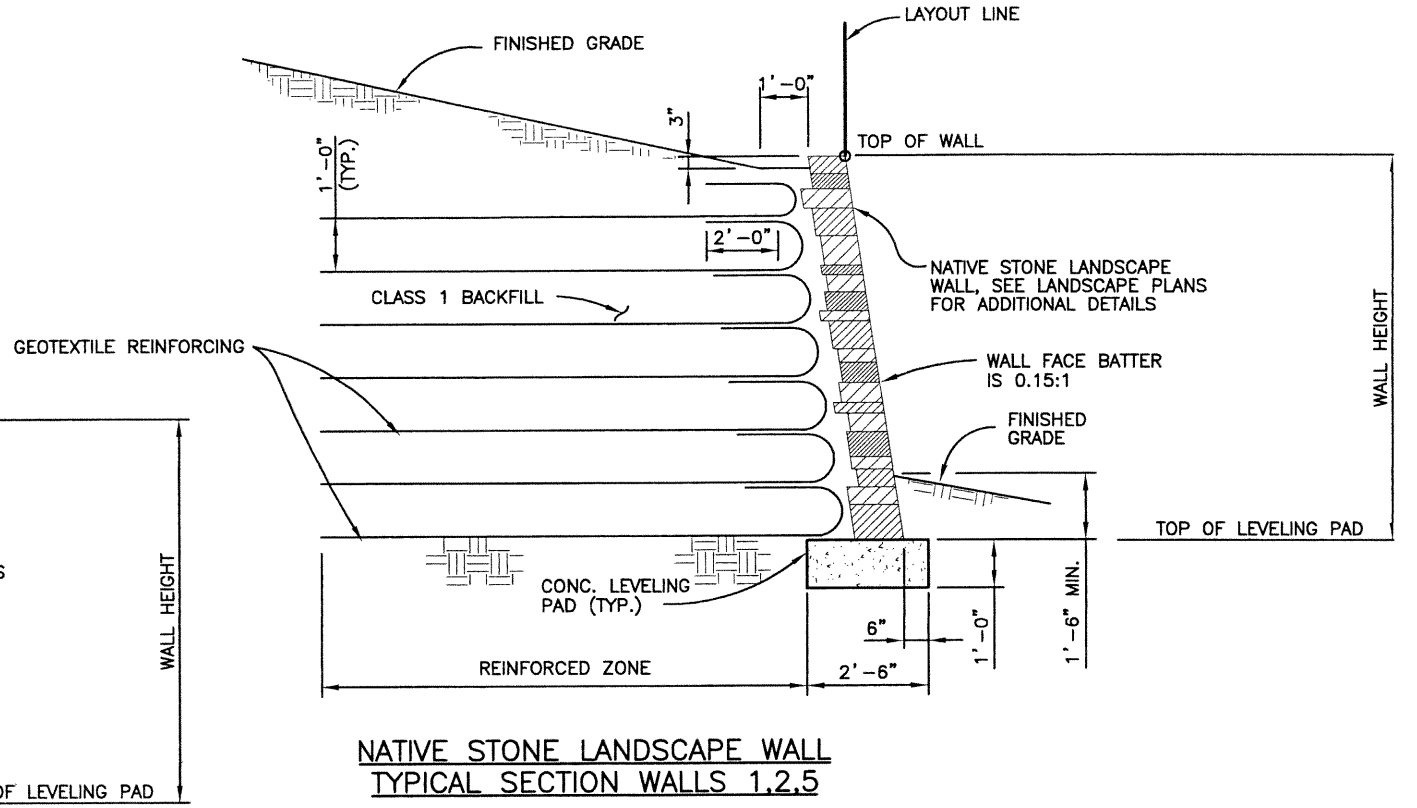 LAYOUT LINE
FINISHED GRADE
1'-0"
3"
TOP OF WALL
1'-0"
(TYP.)
2'-0"
NATIVE STONE LANDSCAPE
WALL, SEE LANDSCAPE PLANS
FOR ADDITIONAL DETAILS
CLASS 1 BACKFILL
GEOTEXTILE REINFORCING
WALL FACE BATTER
IS 0.15:1
WALL HEIGHT
FINISHED
GRADE
TOP OF LEVELING PAD
S
WALL HEIGHT
CONC. LEVELING
PAD (TYP.)
6"
1'-0"
1'-6" MIN.
REINFORCED ZONE
2'-6"
NATIVE STONE LANDSCAPE WALL
TYPICAL SECTION WALLS 1,2,5
OF LEVELING PAD